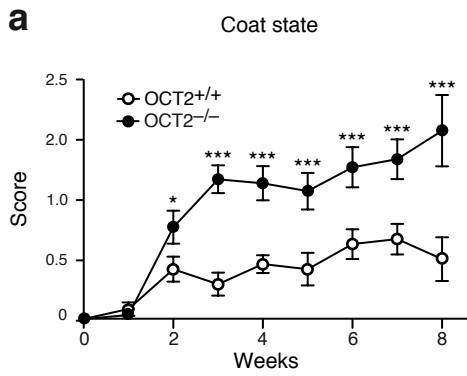 a
Coat state
2.5
OCT2+/+
OCT2–/–
2.0
1.0
0.5
0
Score
*
***
***
***
***
***
***
0 2 4 6 8
Weeks